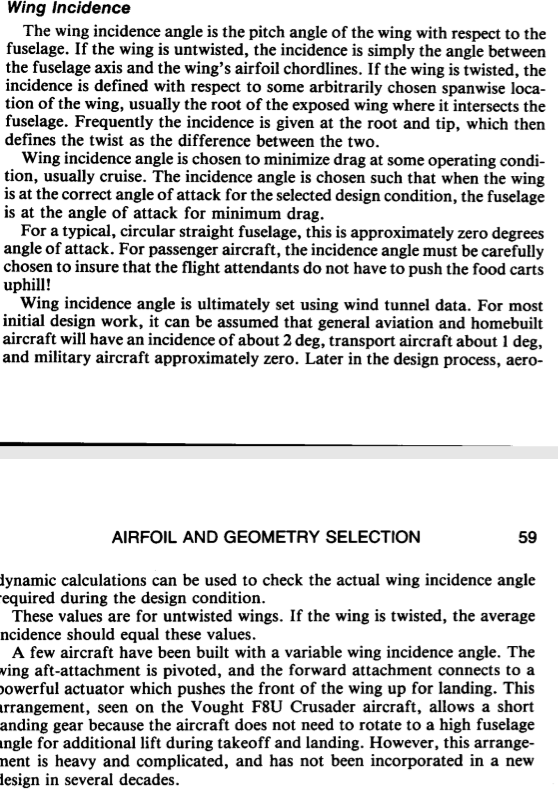 Wing Incidence
The wing incidence angle is the pitch angle of the wing with respect to the
fuselage. If the wing is untwisted, the incidence is simply the angle between
the fuselage axis and the wing's airfoil chordlines. If the wing is twisted, the
incidence is defined with respect to some arbitrarily chosen spanwise loca-
tion of the wing, usually the root of the exposed wing where it intersects the
fuselage. Frequently the incidence is given at the root and tip, which then
defines the twist as the difference between the two.
Wing incidence angle is chosen to minimize drag at some operating condi-
tion, usually cruise. The incidence angle is chosen such that when the wing
is at the correct angle of attack for the selected design condition, the fuselage
is at the angle of attack for minimum drag.
For a typical, circular straight fuselage, this is approximately zero degrees
angle of attack. For passenger aircraft, the incidence angle must be carefully
chosen to insure that the flight attendants do not have to push the food carts
uphill!
Wing incidence angle is ultimately set using wind tunnel data. For most
initial design work, it can be assumed that general aviation and homebuilt
aircraft will have an incidence of about 2 deg, transport aircraft about 1 deg,
and military aircraft approximately zero. Later in the design process, aero-
AIRFOIL AND GEOMETRY SELECTION 59
dynamic calculations can be used to check the actual wing incidence angle
required during the design condition.
These values are for untwisted wings. If the wing is twisted, the average
incidence should equal these values.
A few aircraft have been built with a variable wing incidence angle. The
wing aft-attachment is pivoted, and the forward attachment connects to a
powerful actuator which pushes the front of the wing up for landing. This
arrangement, seen on the Vought F8U Crusader aircraft, allows a short
landing gear because the aircraft does not need to rotate to a high fuselage
angle for additional lift during takeoff and landing. However, this arrange-
ment is heavy and complicated, and has not been incorporated in a new
design in several decades.